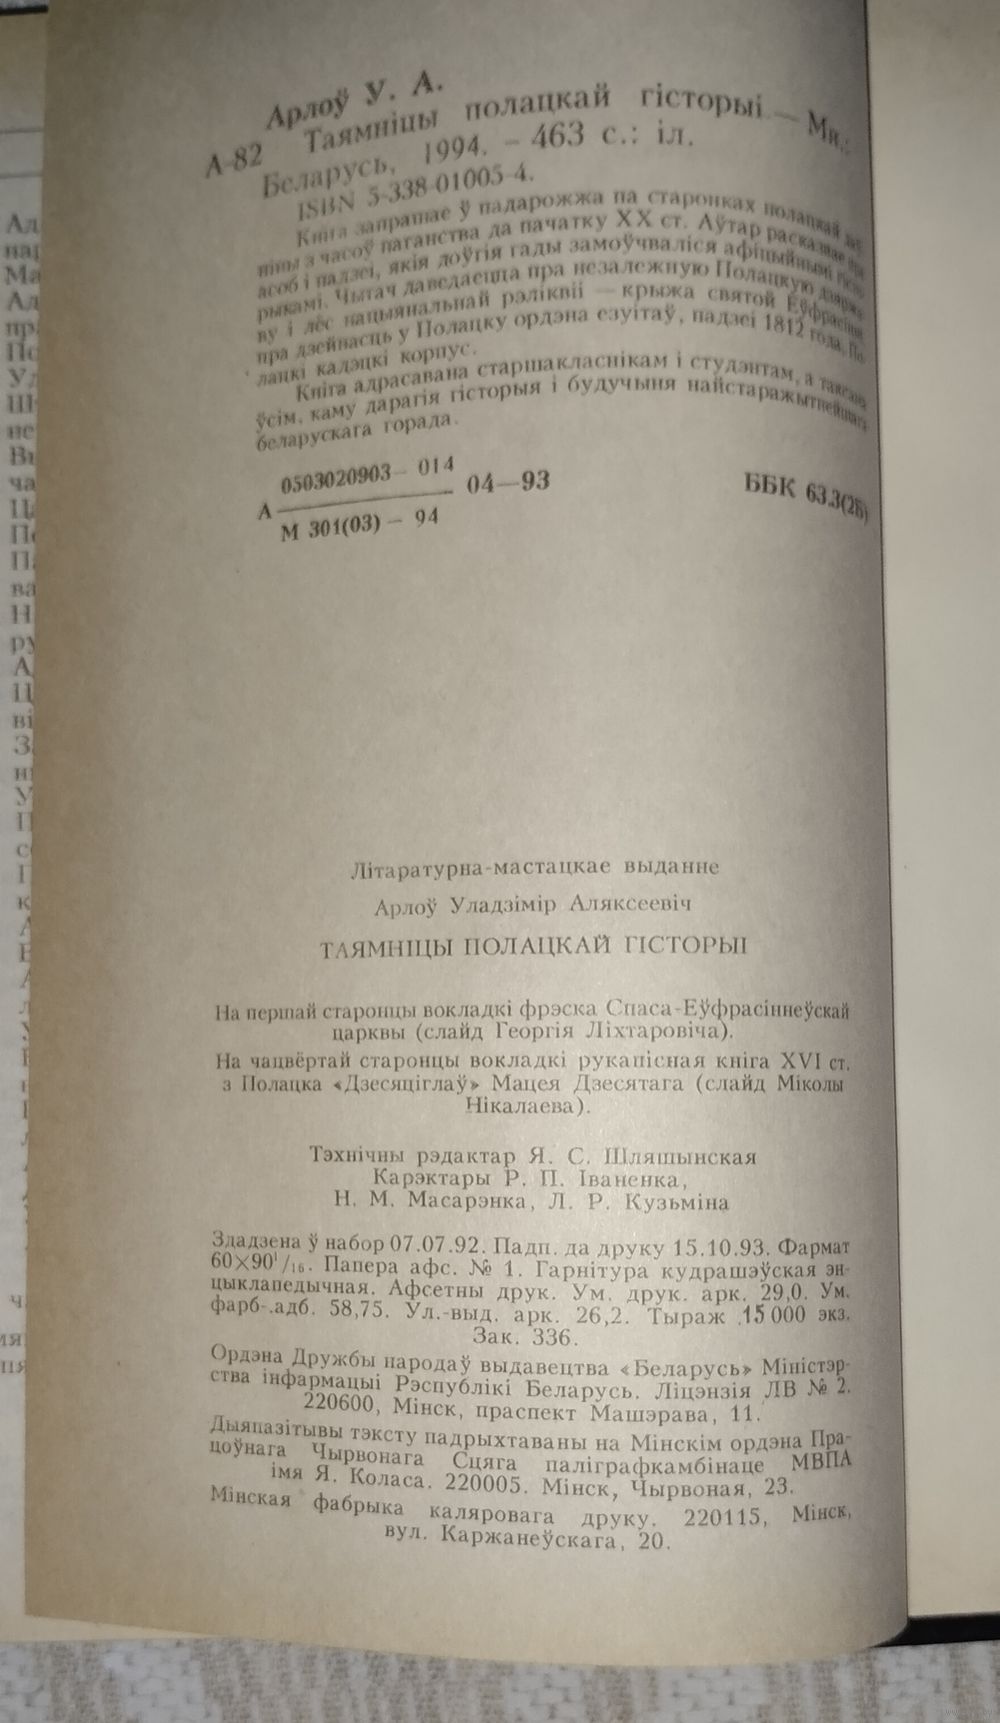 Арлоў У. А.
А-82 Таямніцы полацкай гісторыі — Мн.:
Беларусь, 1994. – 463 с.: іл.
ISBN 5-338-01005-4.
Кніга запрашае ў падарожжа па старонках полацкай
з часоў паганства да пачатку XX ст. Аўтар расказвае пра
асоб і падзеі, якія доўгія гады замоўчваліся афіцыйнымі гісто-
рыкамі. Чытач даведаецца пра незалежную Полацкую дзяржа-
ву і лёс нацыянальнай рэліквіі — крыжа святой Еўфрасінні,
пра дзейнасць у Полацку ордэна езуітаў, падзеі 1812 года, По-
лацкі кадэцкі корпус.
Кніга адрасавана старшакласнікам і студэнтам, а таксама
ўсім, каму дарагія гісторыя і будучыня найстаражытнейшага
беларускага горада.
0503020903— 014
А 04—93
М 301(03) — 94
ББК 63.3(2Б)
Літаратурна-мастацкае выданне
Арлоў Уладзімір Аляксеевіч
ТАЯМНІЦЫ ПОЛАЦКАЙ ГІСТОРЫІ
На першай старонцы вокладкі фрэска Спаса-Еўфрасіннеўскай
царквы (слайд Георгія Ліхтаровіча).
На чацвёртай старонцы вокладкі рукапісная кніга XVI ст.
з Полацка «Дзесяціглаў» Мацея Дзесятага (слайд Міколы
Нікалаева).
Тэхнічны рэдактар Я. С. Шляшынская
Карэктары Р. П. Іваненка,
Н. М. Масарэнка, Л. Р. Кузьміна
Здадзена ў набор 07.07.92. Падп. да друку 15.10.93. Фармат
60×90¹/₁₆. Папера афс. № 1. Гарнітура кудрашэўская эн-
цыклапедычная. Афсетны друк. Ум. друк. арк. 29,0. Ум.
фарб-.адб. 58,75. Ул.-выд. арк. 26,2. Тыраж 15 000 экз.
Зак. 336.
Ордэна Дружбы народаў выдавецтва «Беларусь» Міністэр-
ства інфармацыі Рэспублікі Беларусь. Ліцэнзія ЛВ № 2.
220600, Мінск, праспект Машэрава, 11.
Дыяпазітывы тэксту падрыхтаваны на Мінскім ордэна Пра-
цоўнага Чырвонага Сцяга паліграфкамбінаце МВПА
імя Я. Коласа. 220005. Мінск, Чырвоная, 23.
Мінская фабрыка каляровага друку. 220115, Мінск,
вул. Каржанеўскага, 20.